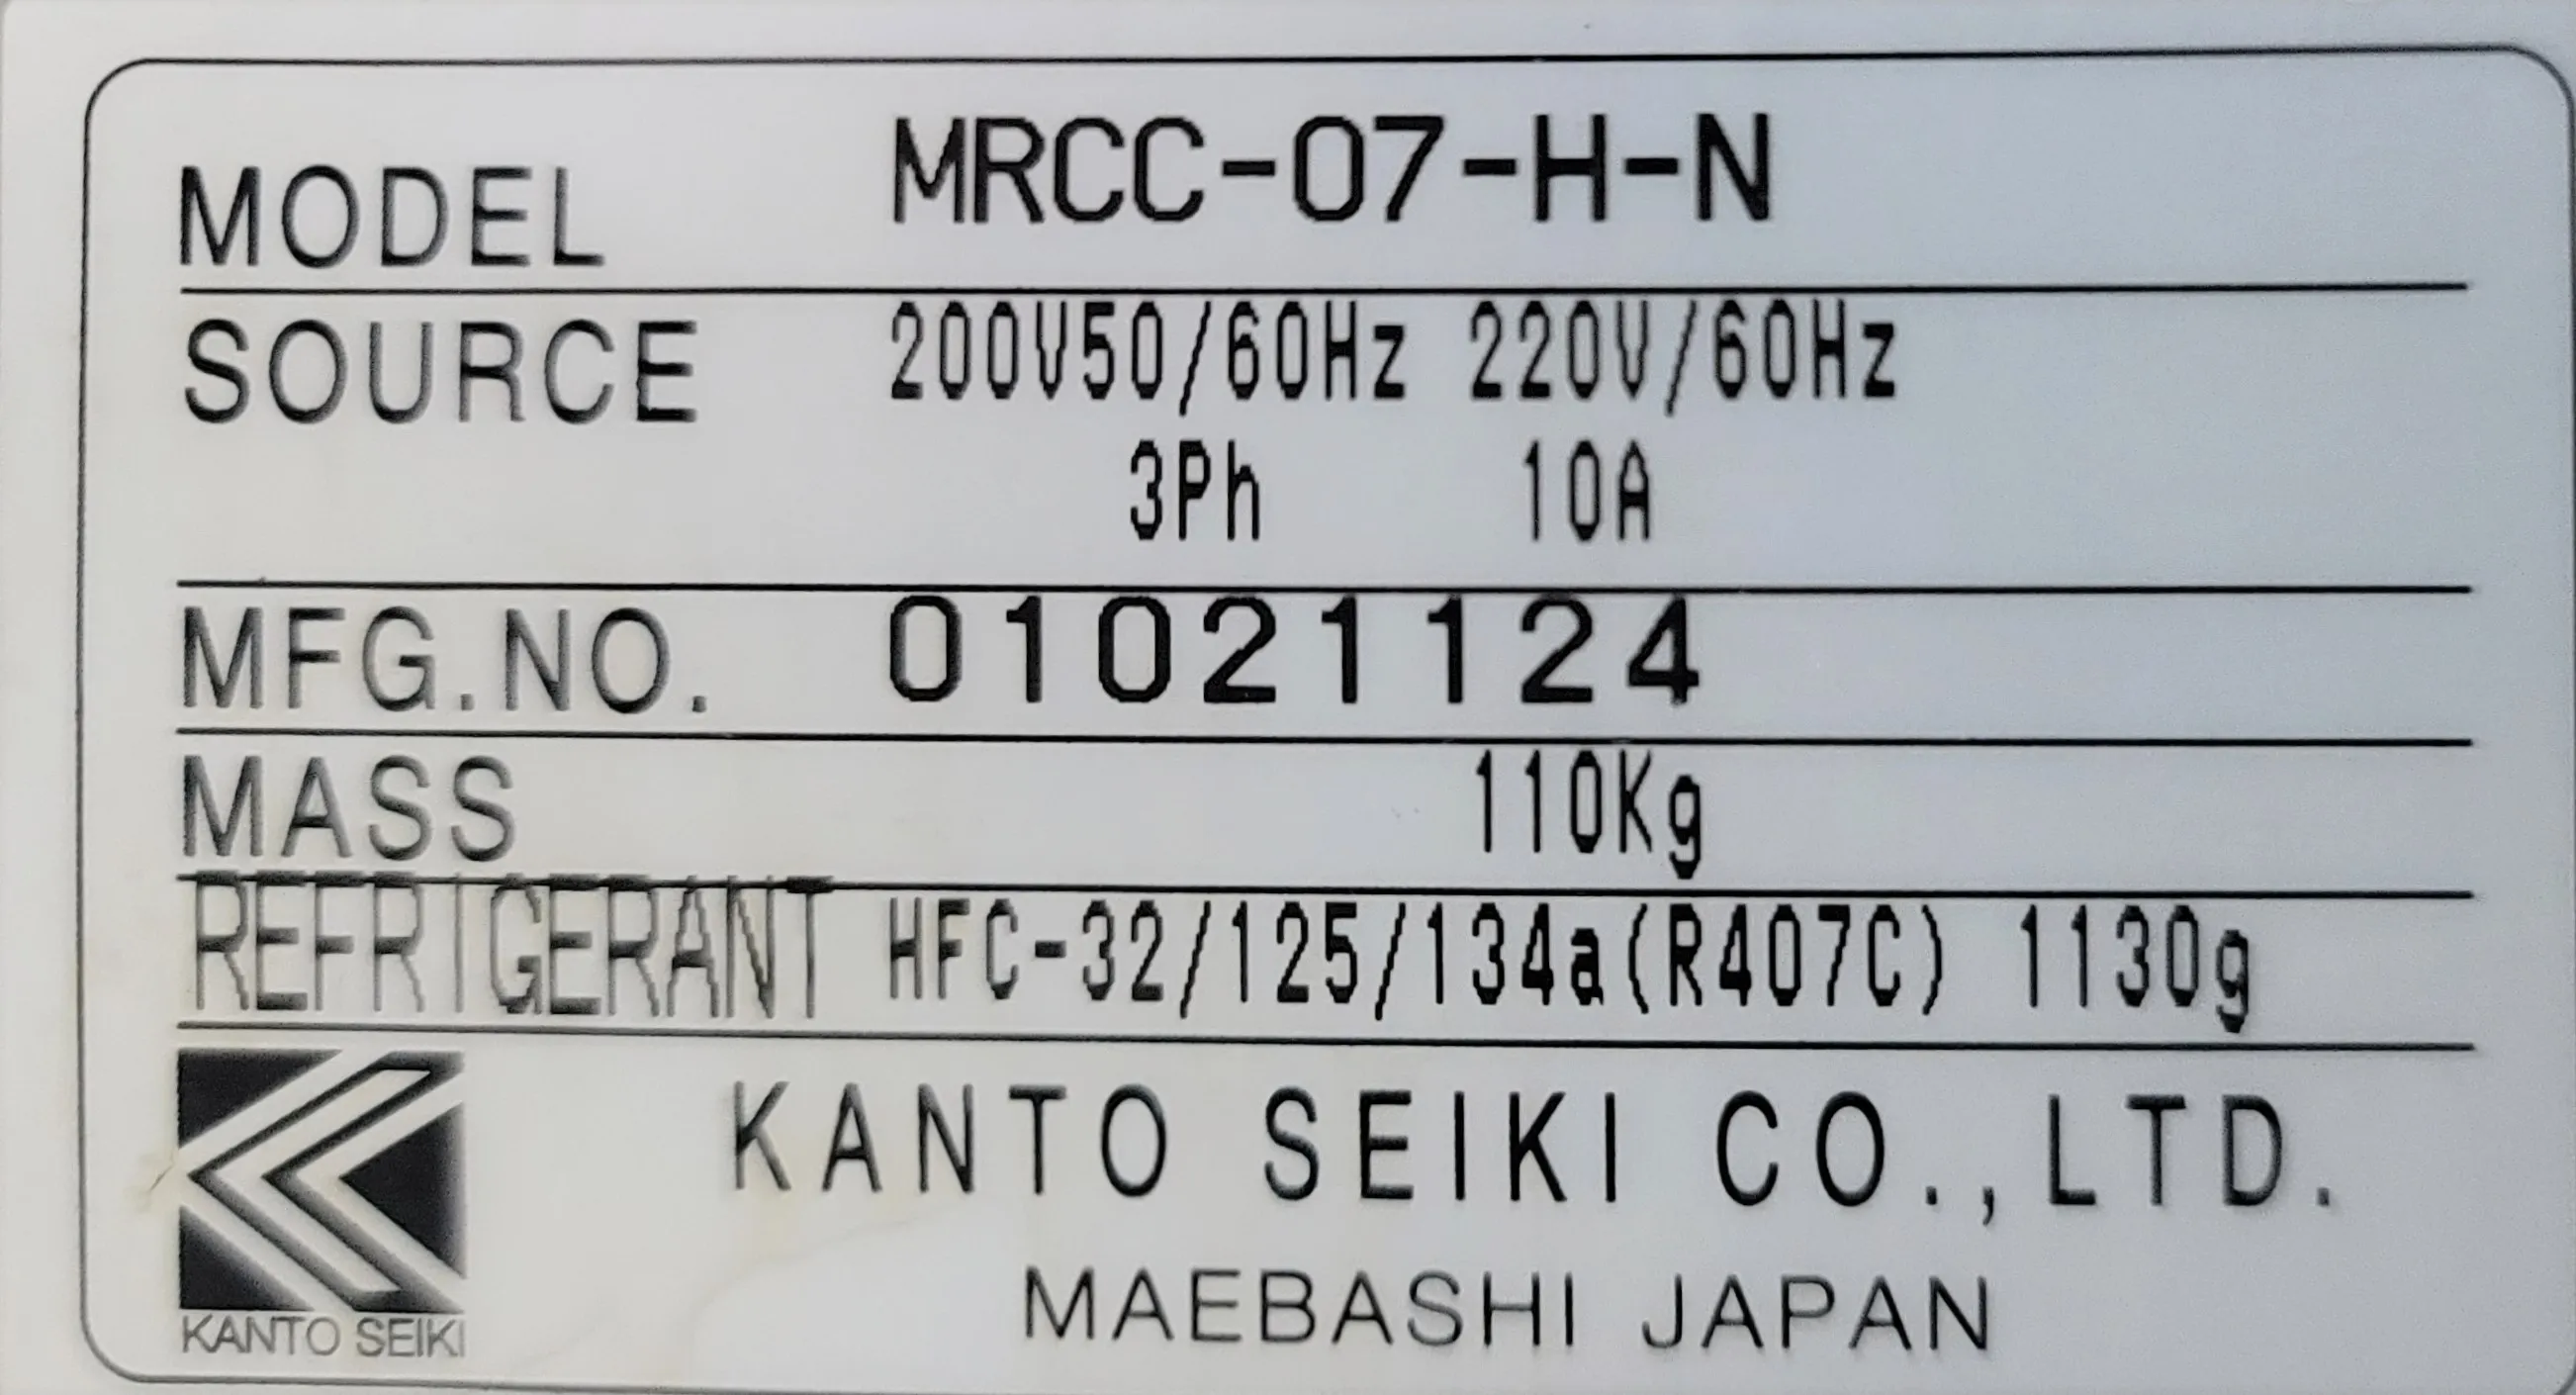 MODEL MRCC-07-H-N
SOURCE 200V50/60Hz 220V/60Hz
3Ph 10A
MFG.NO. 01021124
MASS 110Kg
REFRIGERANT HFC-32/125/134a(R407C) 1130g
KANTO SEIKI CO.,LTD.
MAEBASHI JAPAN
KANTO SEIKI